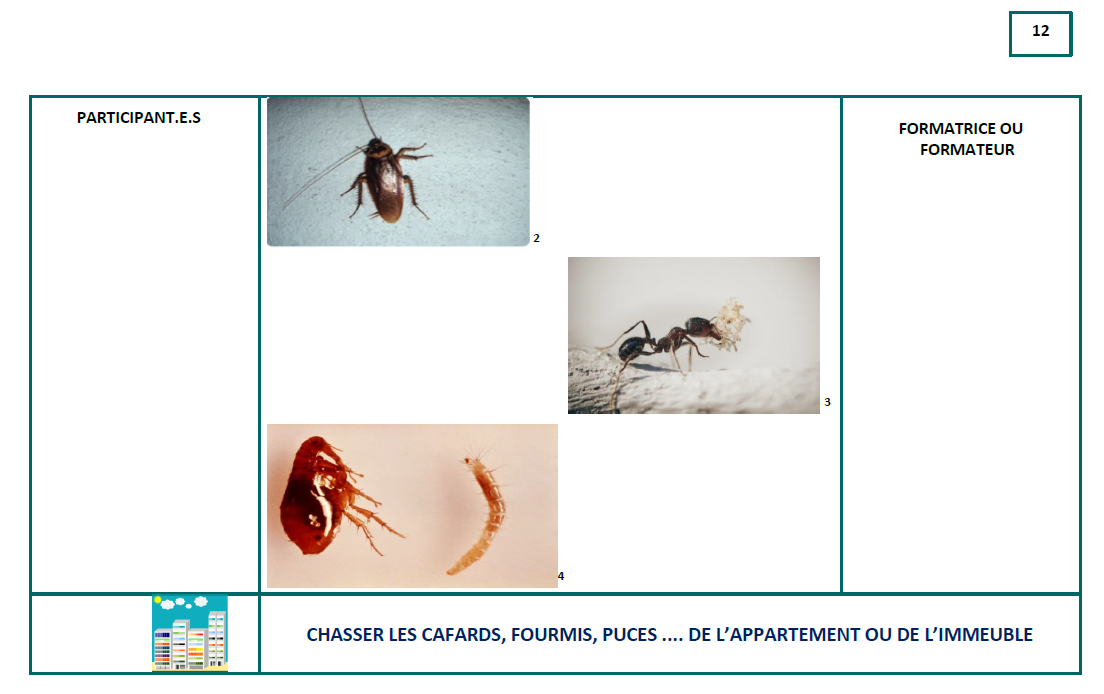 12
PARTICIPANT.E.S
FORMATRICE OU
FORMATEUR
2
3
4
CHASSER LES CAFARDS, FOURMIS, PUCES .... DE L’APPARTEMENT OU DE L’IMMEUBLE